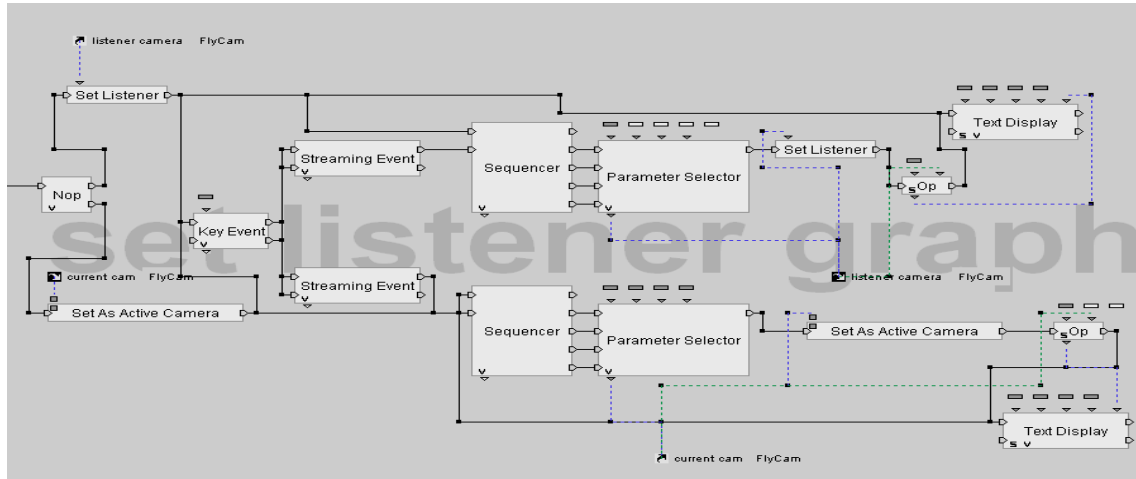 listener camera FlyCam
Set Listener
Text Display
S V
Streaming Event
V
Sequencer
V
Parameter Selector
V
Set Listener
Nop
V
Op
S
set listener graph
Key Event
V
current cam FlyCam
listener camera FlyCam
Streaming Event
V
Set As Active Camera
Sequencer
V
Parameter Selector
V
Set As Active Camera
Op
S
Text Display
S V
current cam FlyCam